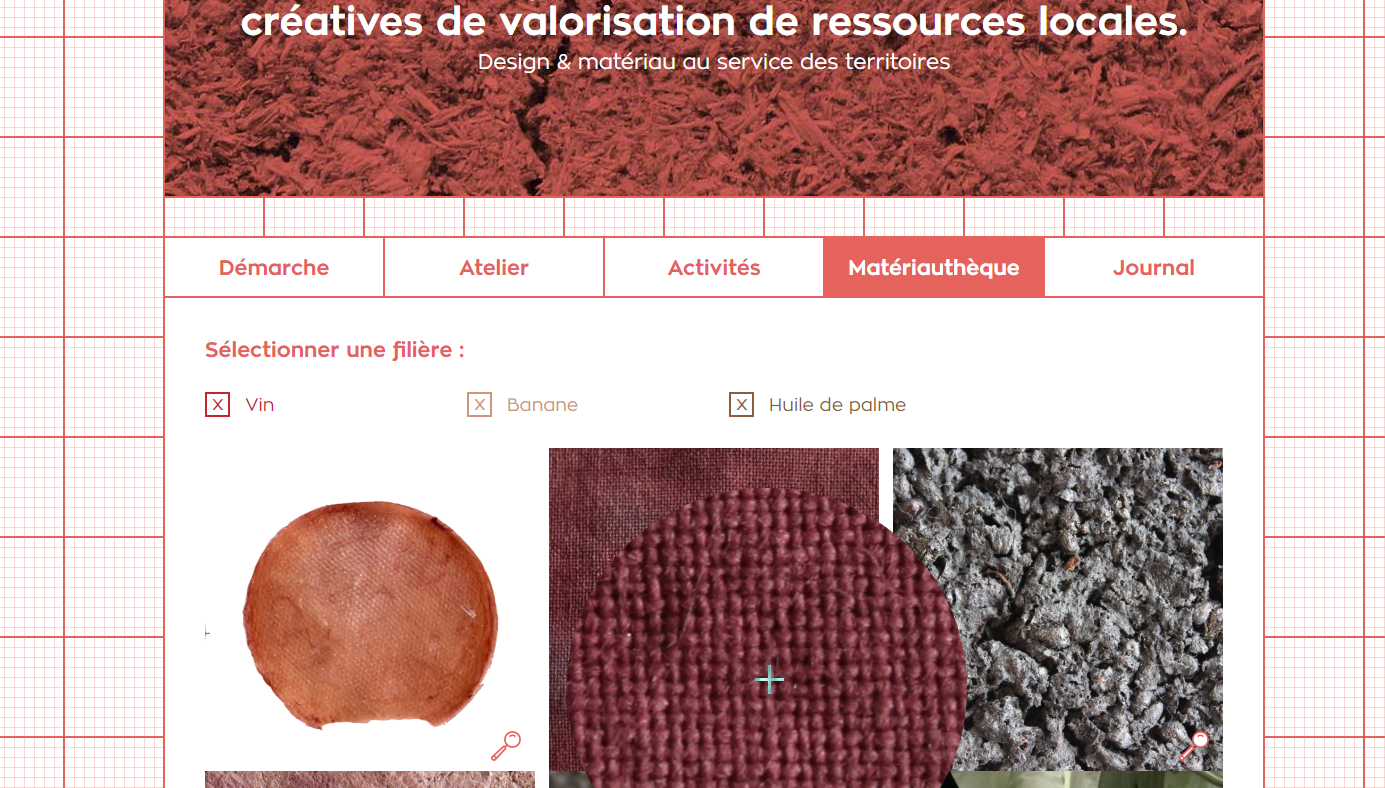 créatives de valorisation de ressources locales.
Design & matériau au service des territoires
Démarche
Atelier
Activités
Matériauthèque
Journal
Sélectionner une filière :
X Vin
X Banane
X Huile de palme